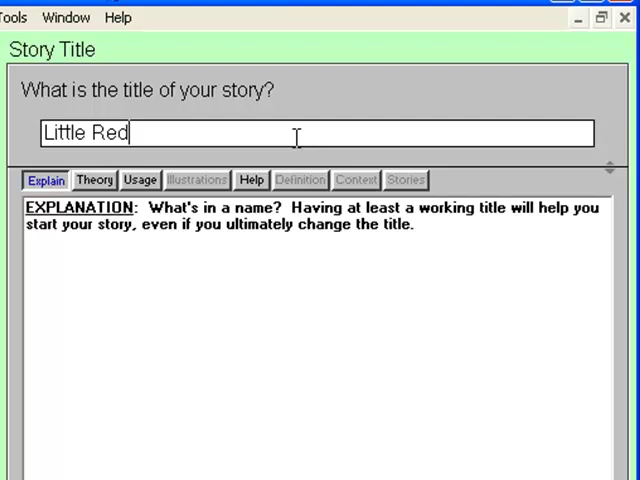 Tools Window Help
Story Title
What is the title of your story?
Little Red
Explain Theory Usage Illustrations Help Definition Context Stories
EXPLANATION: What's in a name? Having at least a working title will help you
start your story, even if you ultimately change the title.